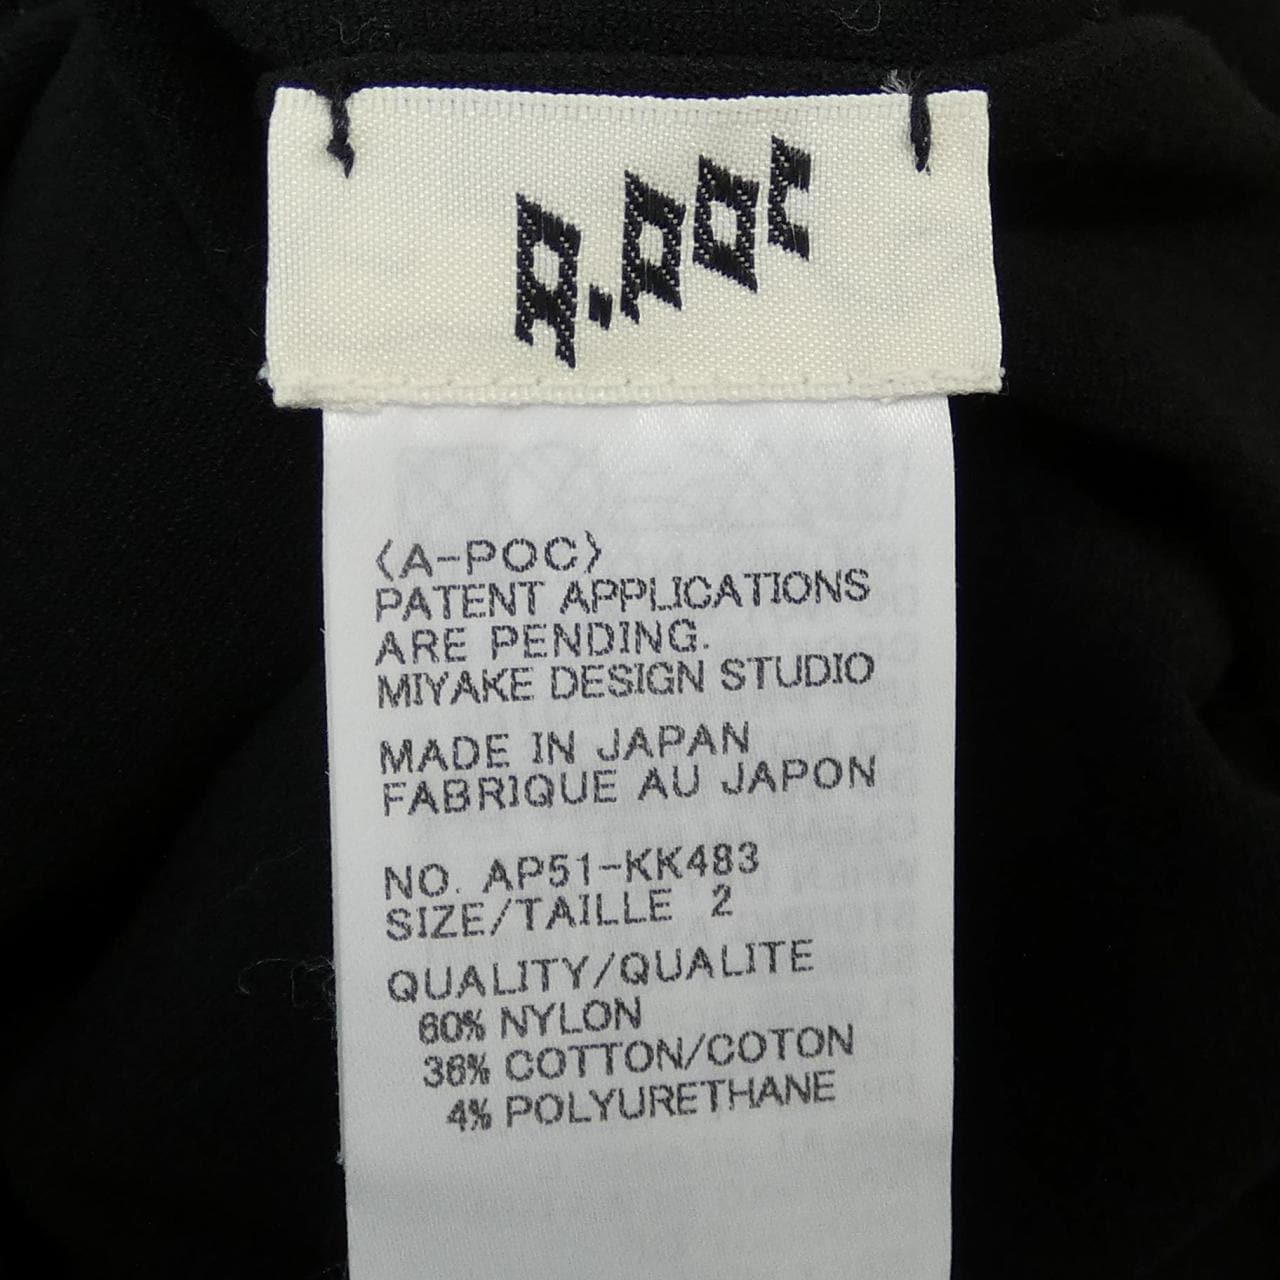 a.poc
〈A-POC〉
PATENT APPLICATIONS
ARE PENDING.
MIYAKE DESIGN STUDIO
MADE IN JAPAN
FABRIQUE AU JAPON
NO. AP51-KK483
SIZE/TAILLE 2
QUALITY/QUALITE
60% NYLON
36% COTTON/COTON
4% POLYURETHANE